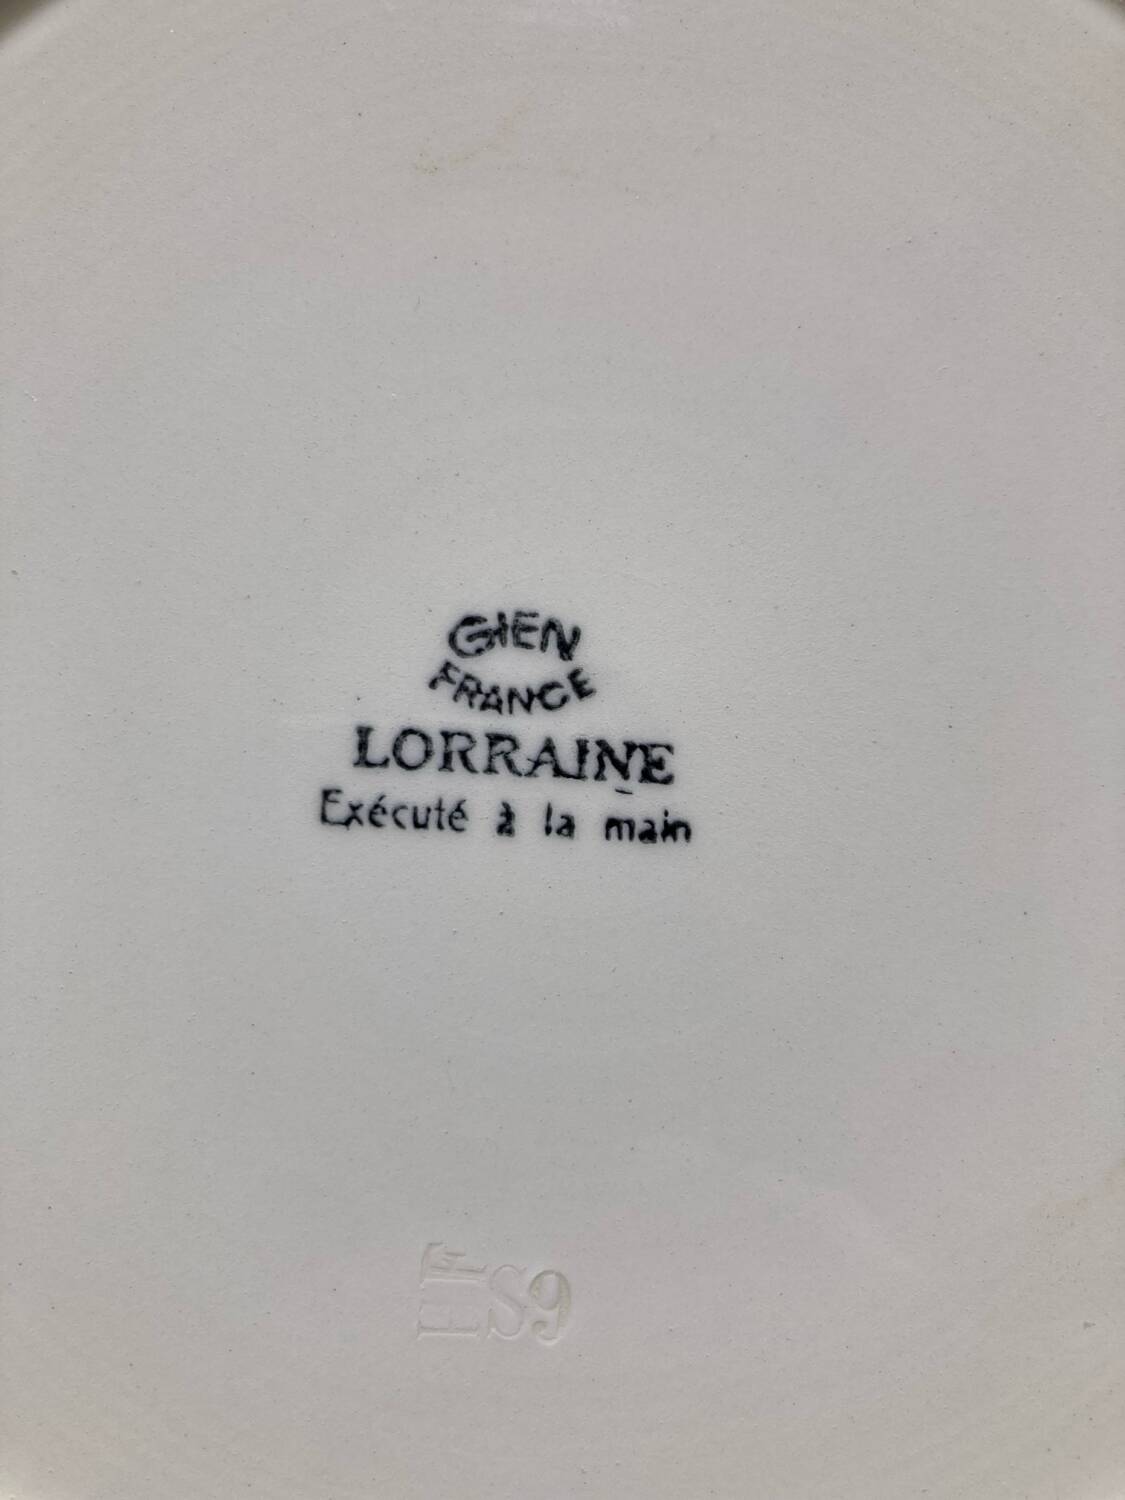 GIEN
FRANCE
LORRAINE
Exécuté à la main
S9